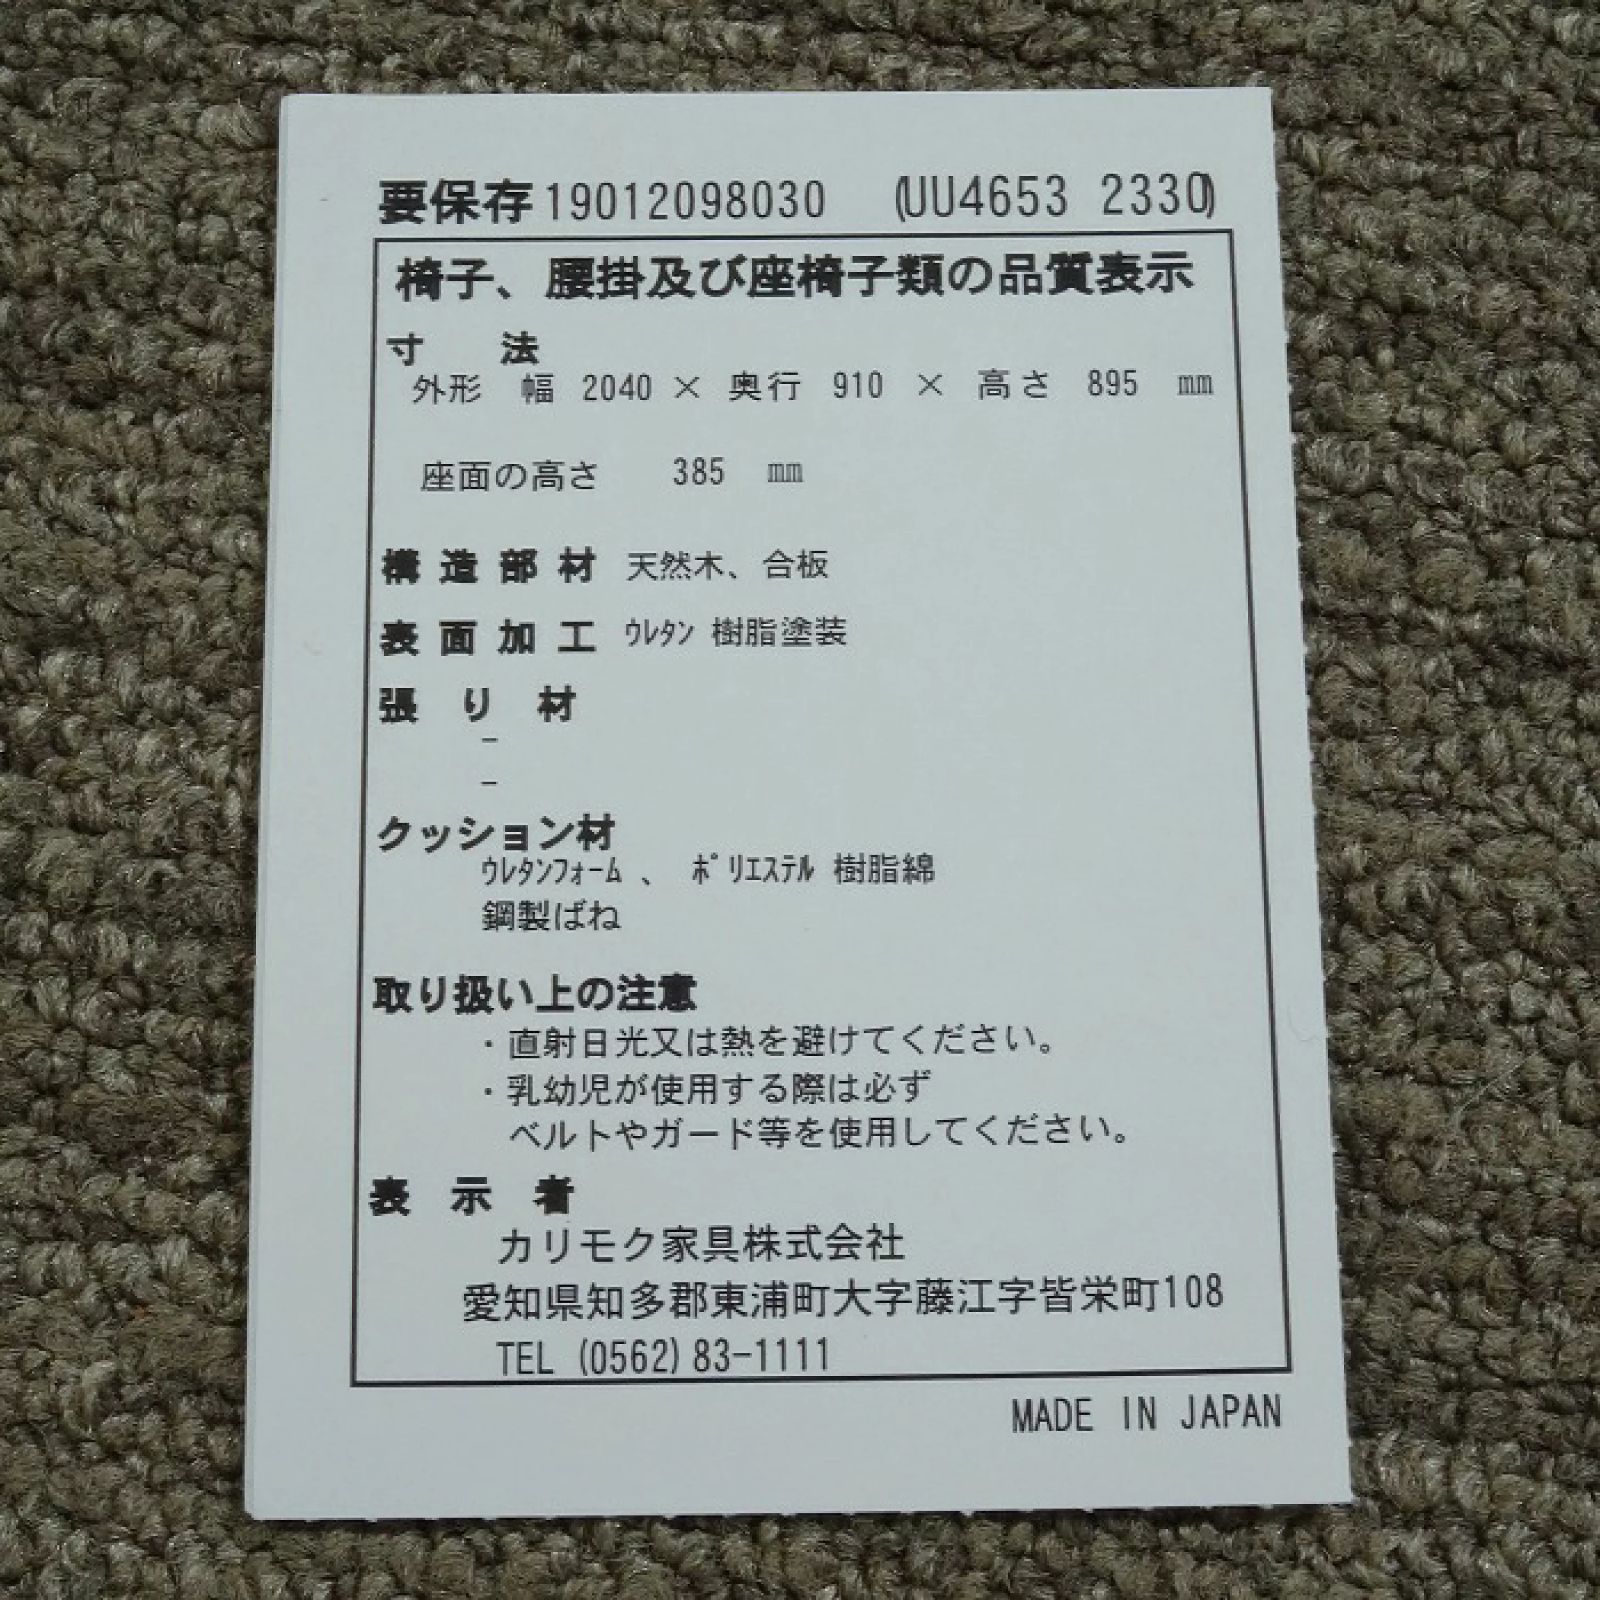 要保存19012098030 (UU4653 2330)
椅子、腰掛及び座椅子類の品質表示
寸 法
外形 幅 2040 × 奥行 910 × 高さ 895 mm
座面の高さ 385 mm
構造部材 天然木、合板
表面加工 ｳﾚﾀﾝ 樹脂塗装
張り材
－
－
クッション材
ｳﾚﾀﾝﾌｫｰﾑ 、 ﾎﾟﾘｴｽﾃﾙ 樹脂綿
鋼製ばね
取り扱い上の注意
・直射日光又は熱を避けてください。
・乳幼児が使用する際は必ず
ベルトやガード等を使用してください。
表示者
カリモク家具株式会社
愛知県知多郡東浦町大字藤江字皆栄町108
TEL (0562)83-1111
MADE IN JAPAN